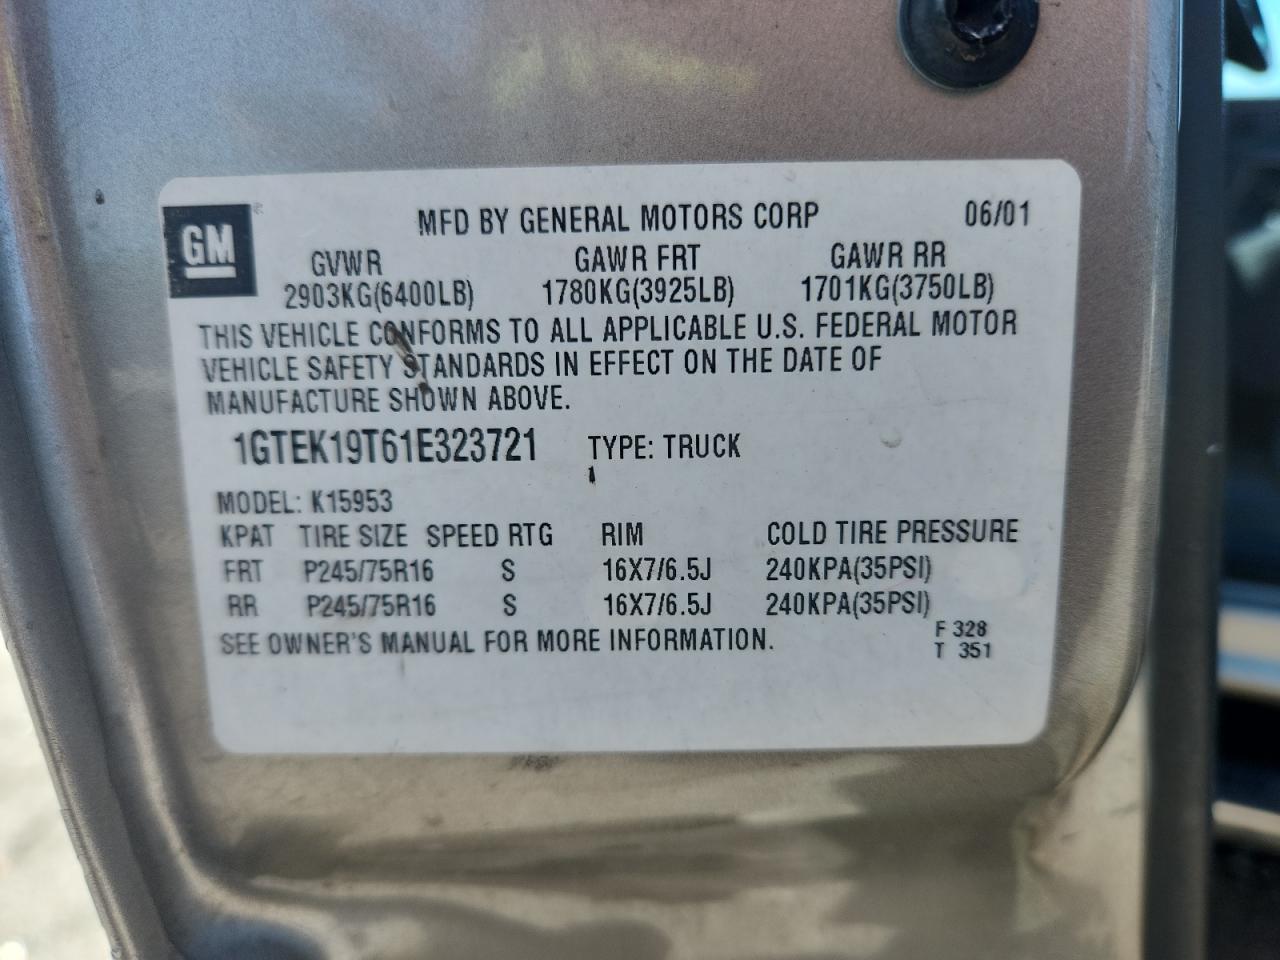 GM
MFD BY GENERAL MOTORS CORP 06/01
GVWR GAWR FRT GAWR RR
2903KG(6400LB) 1780KG(3925LB) 1701KG(3750LB)
THIS VEHICLE CONFORMS TO ALL APPLICABLE U.S. FEDERAL MOTOR
VEHICLE SAFETY STANDARDS IN EFFECT ON THE DATE OF
MANUFACTURE SHOWN ABOVE.
1GTEK19T61E323721 TYPE: TRUCK
MODEL: K15953
KPAT TIRE SIZE SPEED RTG RIM COLD TIRE PRESSURE
FRT P245/75R16 S 16X7/6.5J 240KPA(35PSI)
RR P245/75R16 S 16X7/6.5J 240KPA(35PSI)
SEE OWNER'S MANUAL FOR MORE INFORMATION.
F 328
T 351